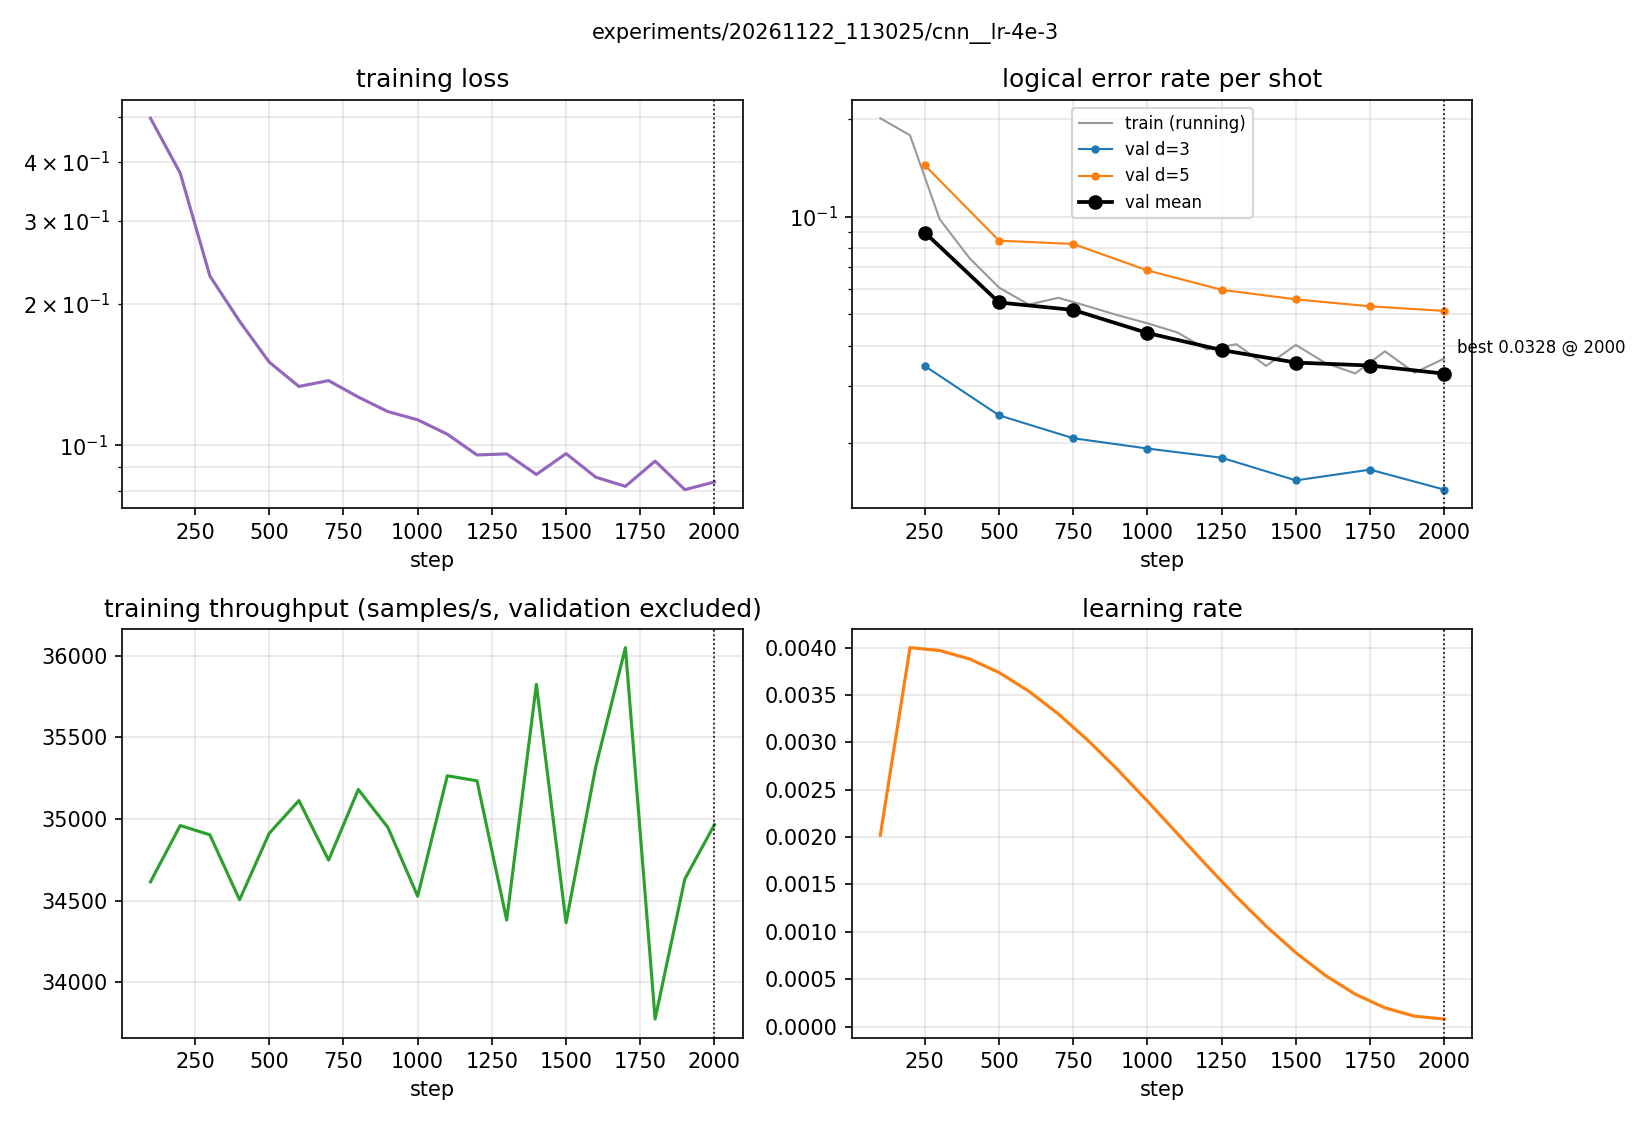 experiments/20261122_113025/cnn__lr-4e-3
training loss
4 × 10⁻¹
3 × 10⁻¹
2 × 10⁻¹
10⁻¹
250 500 750 1000 1250 1500 1750 2000
step
logical error rate per shot
train (running)
val d=3
val d=5
val mean
10⁻¹
best 0.0328 @ 2000
250 500 750 1000 1250 1500 1750 2000
step
training throughput (samples/s, validation excluded)
36000
35500
35000
34500
34000
250 500 750 1000 1250 1500 1750 2000
step
learning rate
0.0040
0.0035
0.0030
0.0025
0.0020
0.0015
0.0010
0.0005
0.0000
250 500 750 1000 1250 1500 1750 2000
step